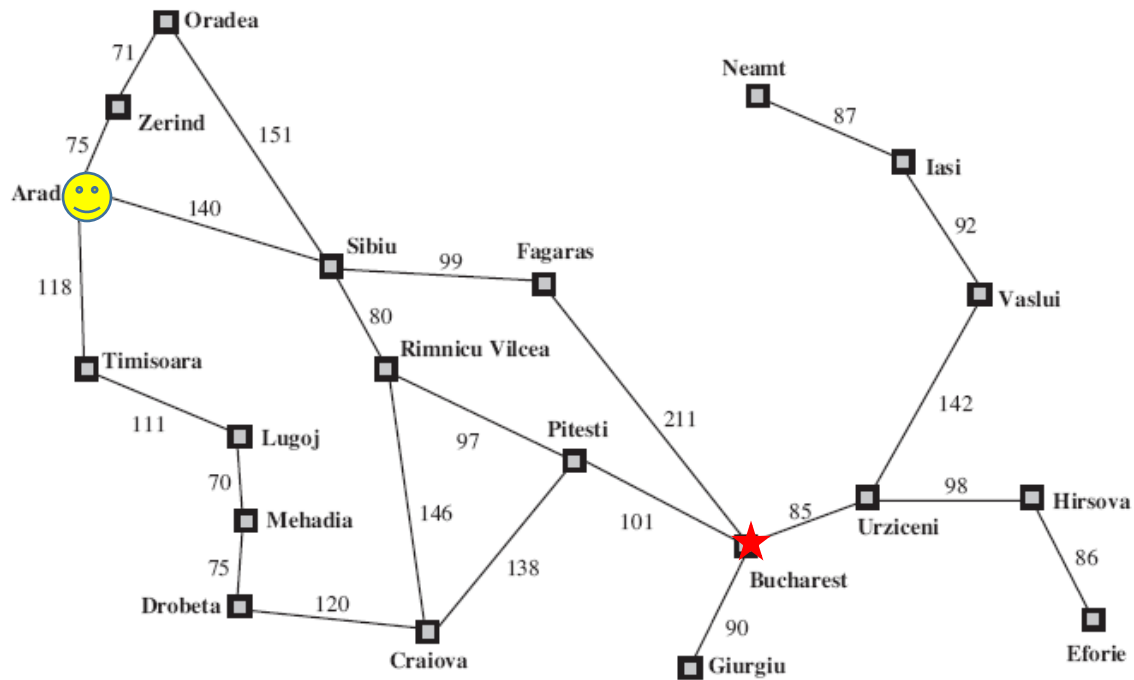 Oradea
71
Neamt
87
Zerind
75
151
Iasi
Arad
140
92
Sibiu
Fagaras
99
118
Vaslui
80
Timisoara
Rimnicu Vilcea
142
111
211
Lugoj
97
Pitesti
70
98
Hirsova
Mehadia
146
101
85
Urziceni
75
138
86
Bucharest
Drobeta
120
90
Craiova
Giurgiu
Eforie